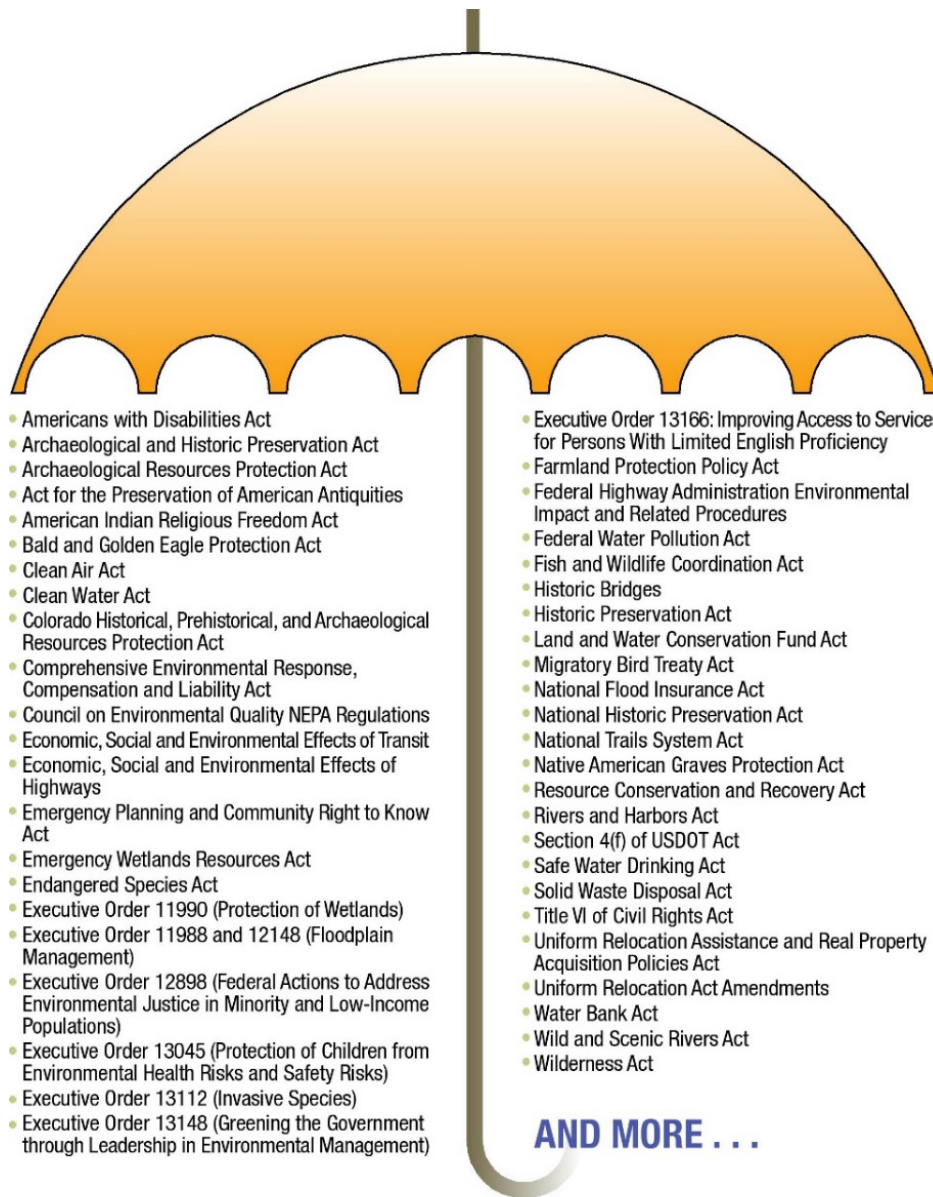 • Americans with Disabilities Act
• Archaeological and Historic Preservation Act
• Archaeological Resources Protection Act
• Act for the Preservation of American Antiquities
• American Indian Religious Freedom Act
• Bald and Golden Eagle Protection Act
• Clean Air Act
• Clean Water Act
• Colorado Historical, Prehistorical, and Archaeological
Resources Protection Act
• Comprehensive Environmental Response,
Compensation and Liability Act
• Council on Environmental Quality NEPA Regulations
• Economic, Social and Environmental Effects of Transit
• Economic, Social and Environmental Effects of
Highways
• Emergency Planning and Community Right to Know
Act
• Emergency Wetlands Resources Act
• Endangered Species Act
• Executive Order 11990 (Protection of Wetlands)
• Executive Order 11988 and 12148 (Floodplain
Management)
• Executive Order 12898 (Federal Actions to Address
Environmental Justice in Minority and Low-Income
Populations)
• Executive Order 13045 (Protection of Children from
Environmental Health Risks and Safety Risks)
• Executive Order 13112 (Invasive Species)
• Executive Order 13148 (Greening the Government
through Leadership in Environmental Management)
• Executive Order 13166: Improving Access to Services
for Persons With Limited English Proficiency
• Farmland Protection Policy Act
• Federal Highway Administration Environmental
Impact and Related Procedures
• Federal Water Pollution Act
• Fish and Wildlife Coordination Act
• Historic Bridges
• Historic Preservation Act
• Land and Water Conservation Fund Act
• Migratory Bird Treaty Act
• National Flood Insurance Act
• National Historic Preservation Act
• National Trails System Act
• Native American Graves Protection Act
• Resource Conservation and Recovery Act
• Rivers and Harbors Act
• Section 4(f) of USDOT Act
• Safe Water Drinking Act
• Solid Waste Disposal Act
• Title VI of Civil Rights Act
• Uniform Relocation Assistance and Real Property
Acquisition Policies Act
• Uniform Relocation Act Amendments
• Water Bank Act
• Wild and Scenic Rivers Act
• Wilderness Act
AND MORE . . .